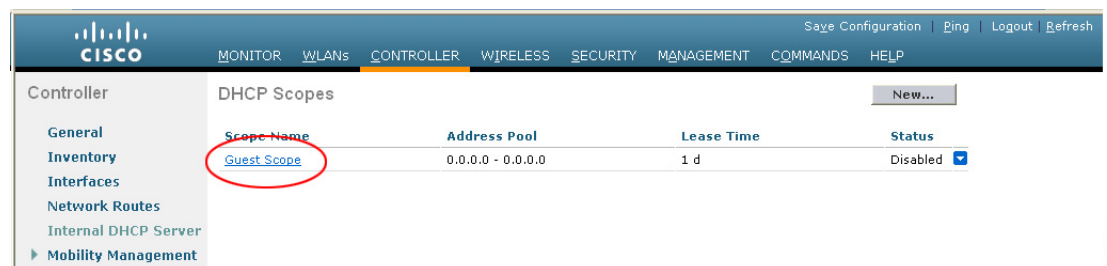 Save Configuration | Ping | Logout | Refresh
CISCO
MONITOR WLANs CONTROLLER WIRELESS SECURITY MANAGEMENT COMMANDS HELP
Controller
General
Inventory
Interfaces
Network Routes
Internal DHCP Server
Mobility Management
DHCP Scopes
New...
Scope Name Address Pool Lease Time Status
Guest Scope 0.0.0.0 - 0.0.0.0 1 d Disabled